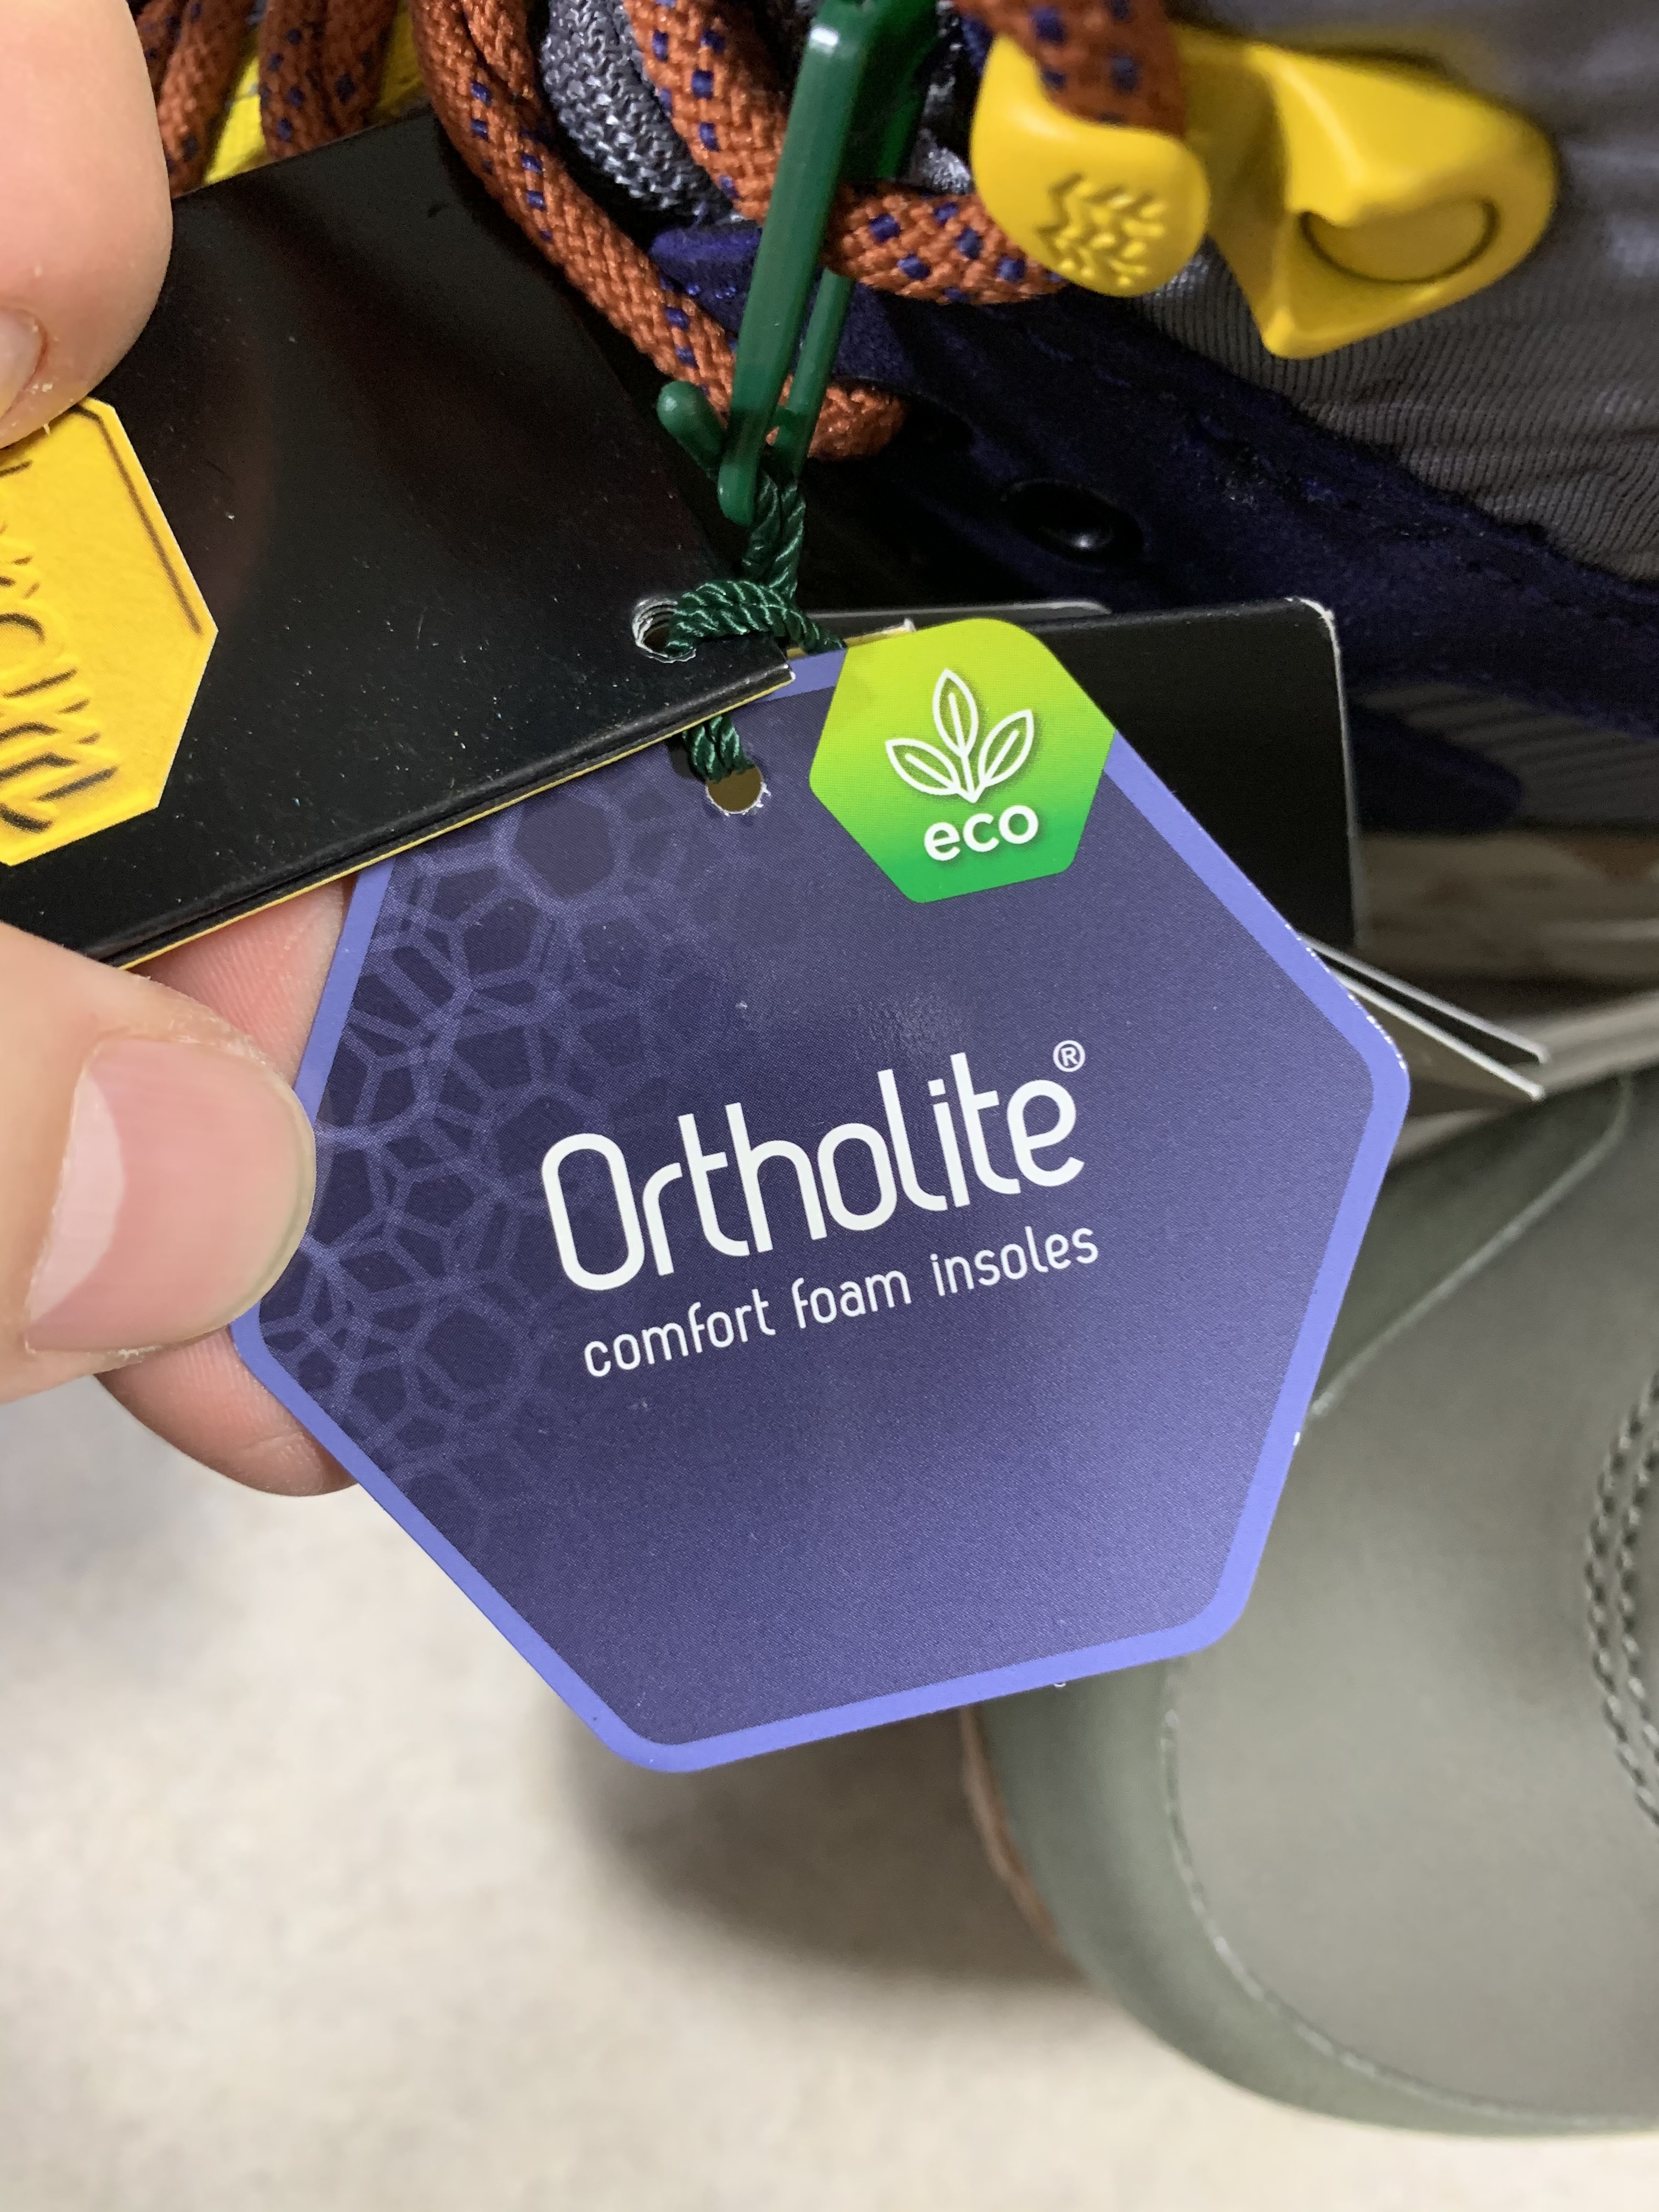 eco
Ortholite®
comfort foam insoles